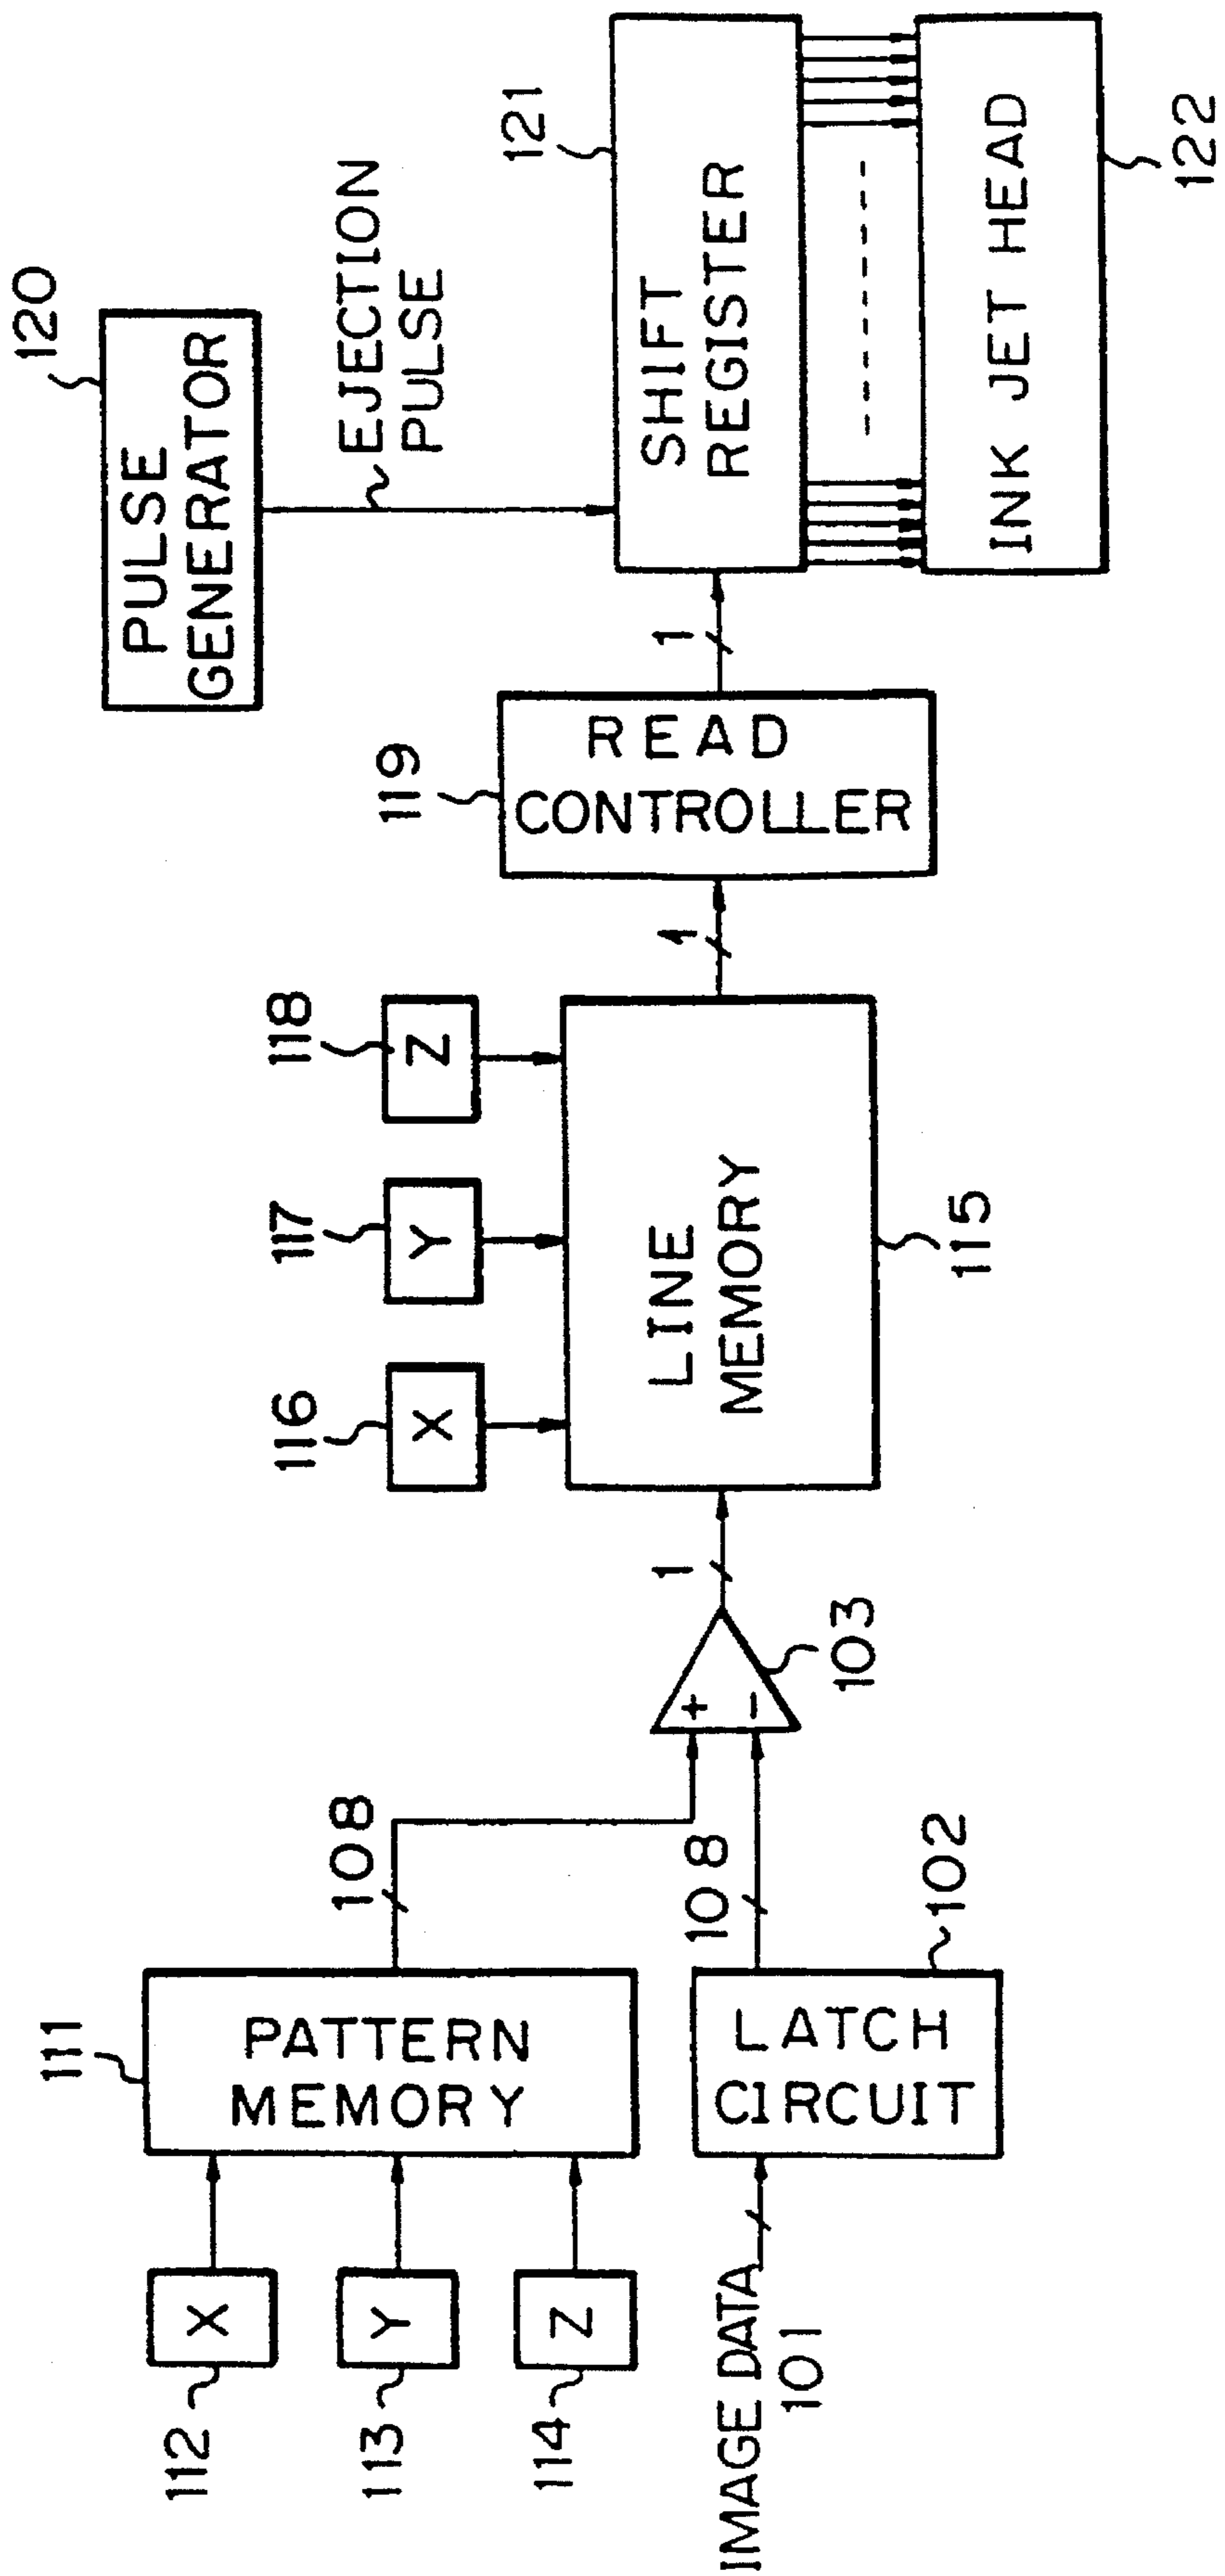 112
X
113
Y
114
Z
IMAGE DATA
101
111
PATTERN
MEMORY
LATCH
CIRCUIT
102
108
108
+
−
103
1
116
X
117
Y
118
Z
LINE
MEMORY
115
1
119
READ
CONTROLLER
1
120
PULSE
GENERATOR
EJECTION
PULSE
121
SHIFT
REGISTER
INK JET HEAD
122